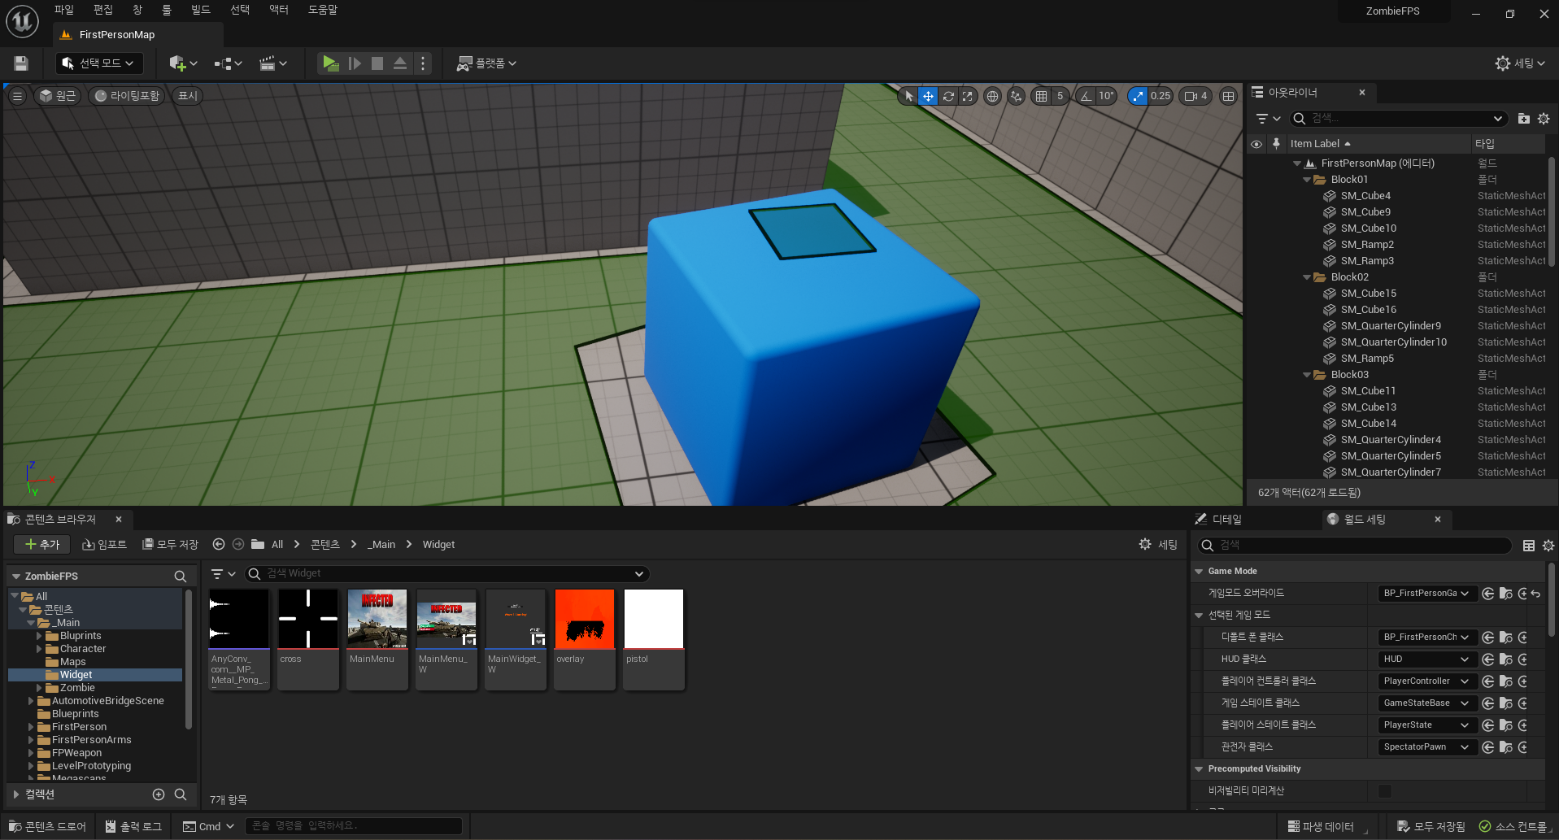 파일 편집 창 툴 빌드 선택 액터 도움말
ZombieFPS
FirstPersonMap
선택 모드
플랫폼
세팅
원근
라이팅포함
표시
5
10°
0.25
4
아웃라이너
검색...
Item Label
타입
FirstPersonMap (에디터) 월드
Block01 폴더
SM_Cube4 StaticMeshAct
SM_Cube9 StaticMeshAct
SM_Cube10 StaticMeshAct
SM_Ramp2 StaticMeshAct
SM_Ramp3 StaticMeshAct
Block02 폴더
SM_Cube15 StaticMeshAct
SM_Cube16 StaticMeshAct
SM_QuarterCylinder9 StaticMeshAct
SM_QuarterCylinder10 StaticMeshAct
SM_Ramp5 StaticMeshAct
Block03 폴더
SM_Cube11 StaticMeshAct
SM_Cube13 StaticMeshAct
SM_Cube14 StaticMeshAct
SM_QuarterCylinder4 StaticMeshAct
SM_QuarterCylinder5 StaticMeshAct
SM_QuarterCylinder7 StaticMeshAct
62개 액터(62개 로드됨)
Z
X
Y
콘텐츠 브라우저
추가 임포트 모두 저장 All 콘텐츠 _Main Widget 세팅
ZombieFPS
검색 Widget
All
콘텐츠
_Main
Bluprints
Character
Maps
Widget
Zombie
AutomotiveBridgeScene
Blueprints
FirstPerson
FirstPersonArms
FPWeapon
LevelPrototyping
Megascans
컬렉션
INFECTED
INFECTED
AnyConv_
com__MP_
Metal_Pong_
cross
MainMenu
MainMenu_
W
MainWidget_
W
overlay
pistol
7개 항목
디테일
월드 세팅
검색
Game Mode
게임모드 오버라이드 BP_FirstPersonGa
선택된 게임 모드
디폴트 폰 클래스 BP_FirstPersonCh
HUD 클래스 HUD
플레이어 컨트롤러 클래스 PlayerController
게임 스테이트 클래스 GameStateBase
플레이어 스테이트 클래스 PlayerState
관전자 클래스 SpectatorPawn
Precomputed Visibility
비저빌리티 미리계산
콘텐츠 드로어 출력 로그 Cmd 콘솔 명령을 입력하세요. 파생 데이터 모두 저장됨 소스 컨트롤